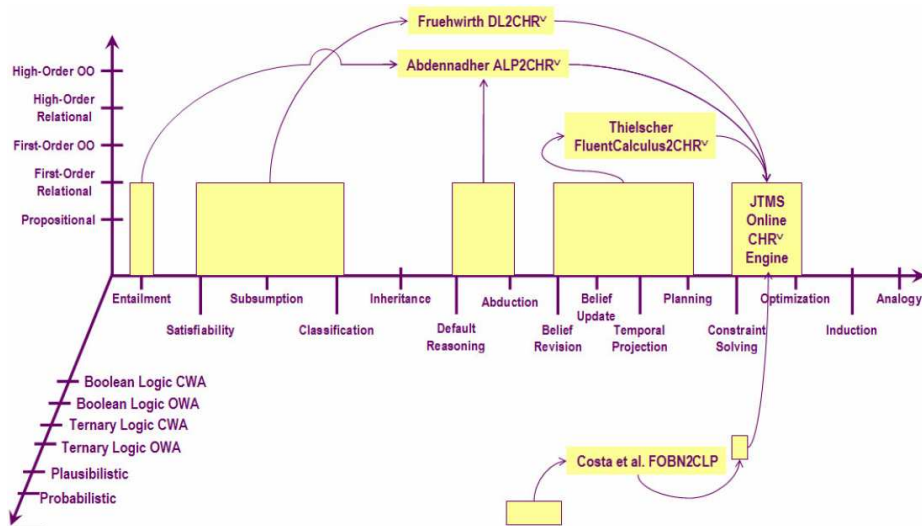 Fruehwirth DL2CHR^v
Abdennadher ALP2CHR^v
High-Order OO
High-Order
Relational
Thielscher
FluentCalculus2CHR^v
First-Order OO
First-Order
Relational
Propositional
JTMS
Online
CHR^v
Engine
Entailment
Subsumption
Inheritance
Abduction
Belief
Update
Planning
Optimization
Analogy
Satisfiability
Classification
Default
Reasoning
Belief
Revision
Temporal
Projection
Constraint
Solving
Induction
Boolean Logic CWA
Boolean Logic OWA
Ternary Logic CWA
Ternary Logic OWA
Plausibilistic
Probabilistic
Costa et al. FOBN2CLP